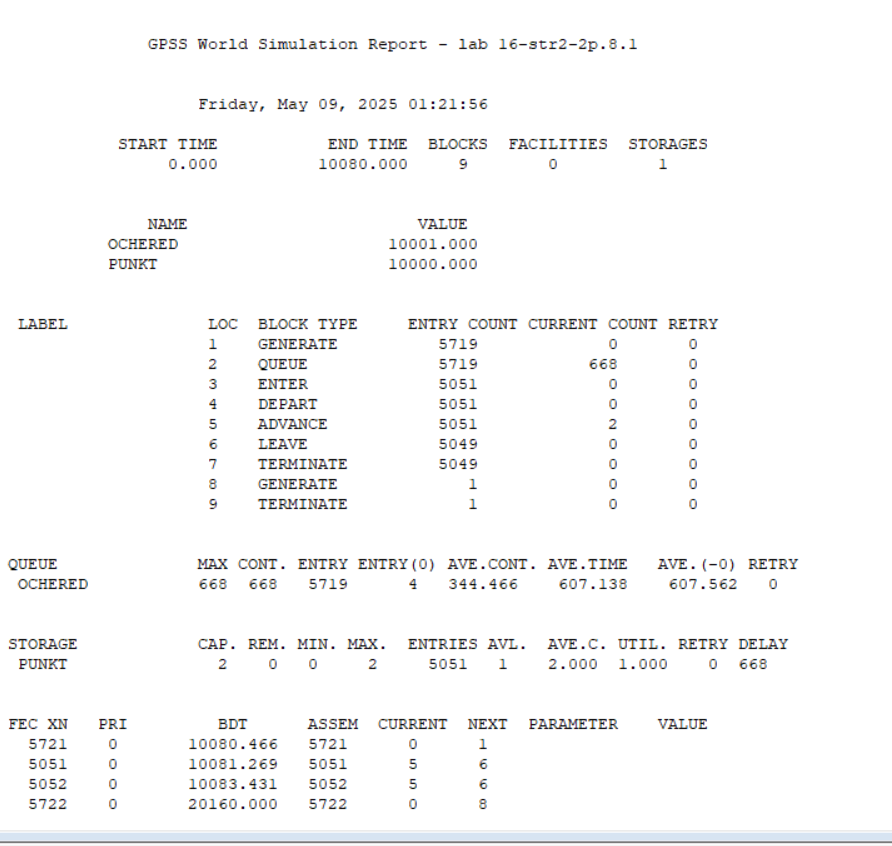 GPSS World Simulation Report - lab 16-str2-2p.8.1
Friday, May 09, 2025 01:21:56
START TIME END TIME BLOCKS FACILITIES STORAGES
0.000 10080.000 9 0 1
NAME VALUE
OCHERED 10001.000
PUNKT 10000.000
LABEL LOC BLOCK TYPE ENTRY COUNT CURRENT COUNT RETRY
1 GENERATE 5719 0 0
2 QUEUE 5719 668 0
3 ENTER 5051 0 0
4 DEPART 5051 0 0
5 ADVANCE 5051 2 0
6 LEAVE 5049 0 0
7 TERMINATE 5049 0 0
8 GENERATE 1 0 0
9 TERMINATE 1 0 0
QUEUE MAX CONT. ENTRY ENTRY(0) AVE.CONT. AVE.TIME AVE.(-0) RETRY
OCHERED 668 668 5719 4 344.466 607.138 607.562 0
STORAGE CAP. REM. MIN. MAX. ENTRIES AVL. AVE.C. UTIL. RETRY DELAY
PUNKT 2 0 0 2 5051 1 2.000 1.000 0 668
FEC XN PRI BDT ASSEM CURRENT NEXT PARAMETER VALUE
5721 0 10080.466 5721 0 1
5051 0 10081.269 5051 5 6
5052 0 10083.431 5052 5 6
5722 0 20160.000 5722 0 8